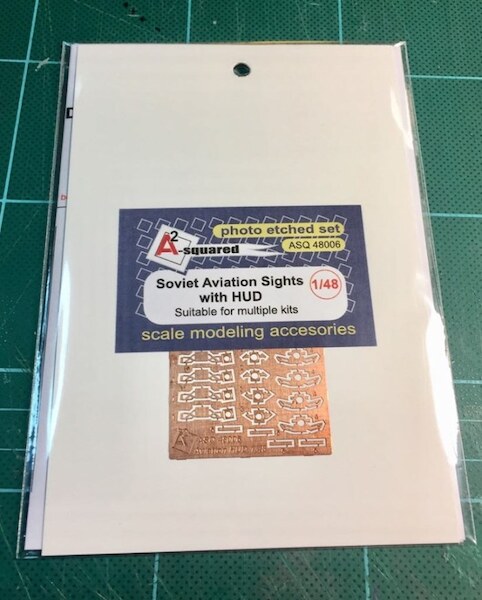 photo etched set
A2-squared
ASQ 48006
Soviet Aviation Sights
with HUD
1/48
Suitable for multiple kits
scale modeling accesories